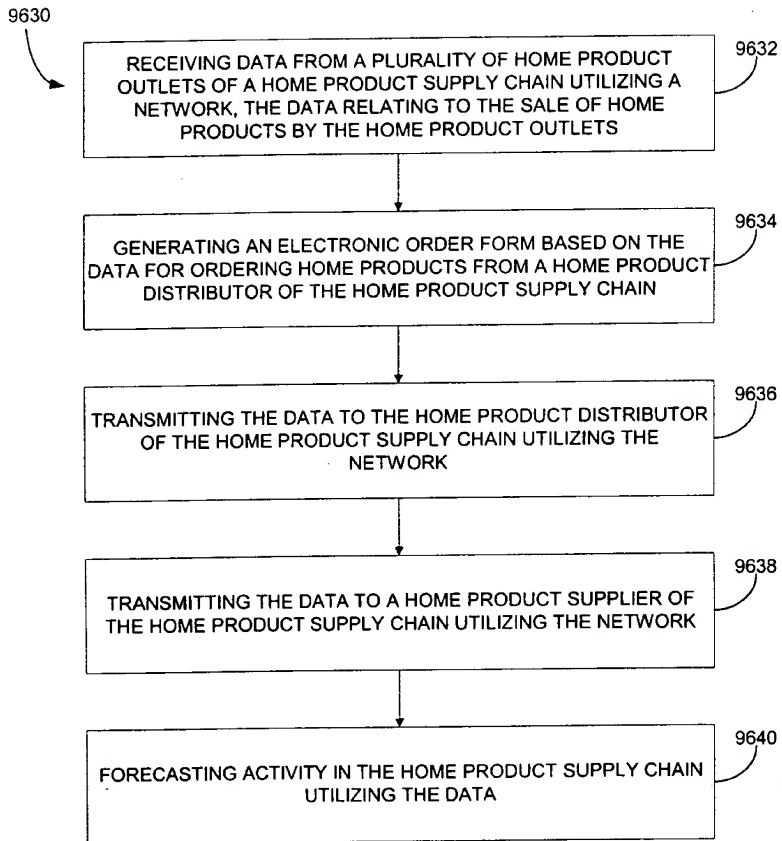 9630
9632
RECEIVING DATA FROM A PLURALITY OF HOME PRODUCT
OUTLETS OF A HOME PRODUCT SUPPLY CHAIN UTILIZING A
NETWORK, THE DATA RELATING TO THE SALE OF HOME
PRODUCTS BY THE HOME PRODUCT OUTLETS
9634
GENERATING AN ELECTRONIC ORDER FORM BASED ON THE
DATA FOR ORDERING HOME PRODUCTS FROM A HOME PRODUCT
DISTRIBUTOR OF THE HOME PRODUCT SUPPLY CHAIN
9636
TRANSMITTING THE DATA TO THE HOME PRODUCT DISTRIBUTOR
OF THE HOME PRODUCT SUPPLY CHAIN UTILIZING THE
NETWORK
9638
TRANSMITTING THE DATA TO A HOME PRODUCT SUPPLIER OF
THE HOME PRODUCT SUPPLY CHAIN UTILIZING THE NETWORK
9640
FORECASTING ACTIVITY IN THE HOME PRODUCT SUPPLY CHAIN
UTILIZING THE DATA